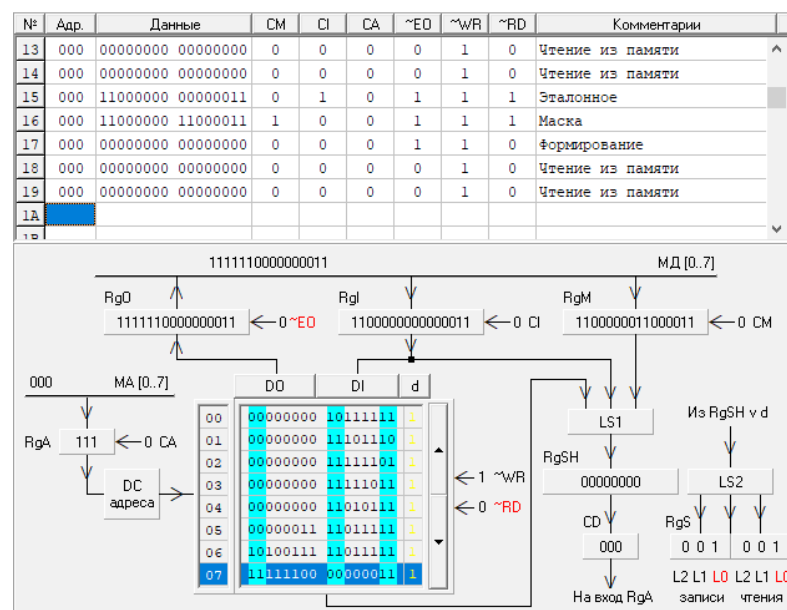 № Адр. Данные CM CI CA ~EO ~WR ~RD Комментарии
13 000 00000000 00000000 0 0 0 0 1 0 Чтение из памяти
14 000 00000000 00000000 0 0 0 0 1 0 Чтение из памяти
15 000 11000000 00000011 0 1 0 1 1 1 Эталонное
16 000 11000000 11000011 1 0 0 1 1 1 Маска
17 000 00000000 00000000 0 0 0 1 1 0 Формирование
18 000 00000000 00000000 0 0 0 0 1 0 Чтение из памяти
19 000 00000000 00000000 0 0 0 0 1 0 Чтение из памяти
1A
1B
1111110000000011 МД [0..7]
RgO RgI RgM
1111110000000011 0 ~EO 1100000000000011 0 CI 1100000011000011 0 CM
000 МА [0..7] DO DI d
RgA 111 0 CA
DC адреса
00 00000000 10111111 1
01 00000000 11101110 1
02 00000000 11111101 1
03 00000000 11111011 1
04 00000000 11010111 1
05 00000011 11011111 1
06 10100111 11011111 1
07 11111100 00000011 1
1 ~WR
0 ~RD
LS1 Из RgSH v d
RgSH
00000000 LS2
CD RgS
000 0 0 1 0 0 1
L2 L1 L0 L2 L1 L0
На вход RgA записи чтения